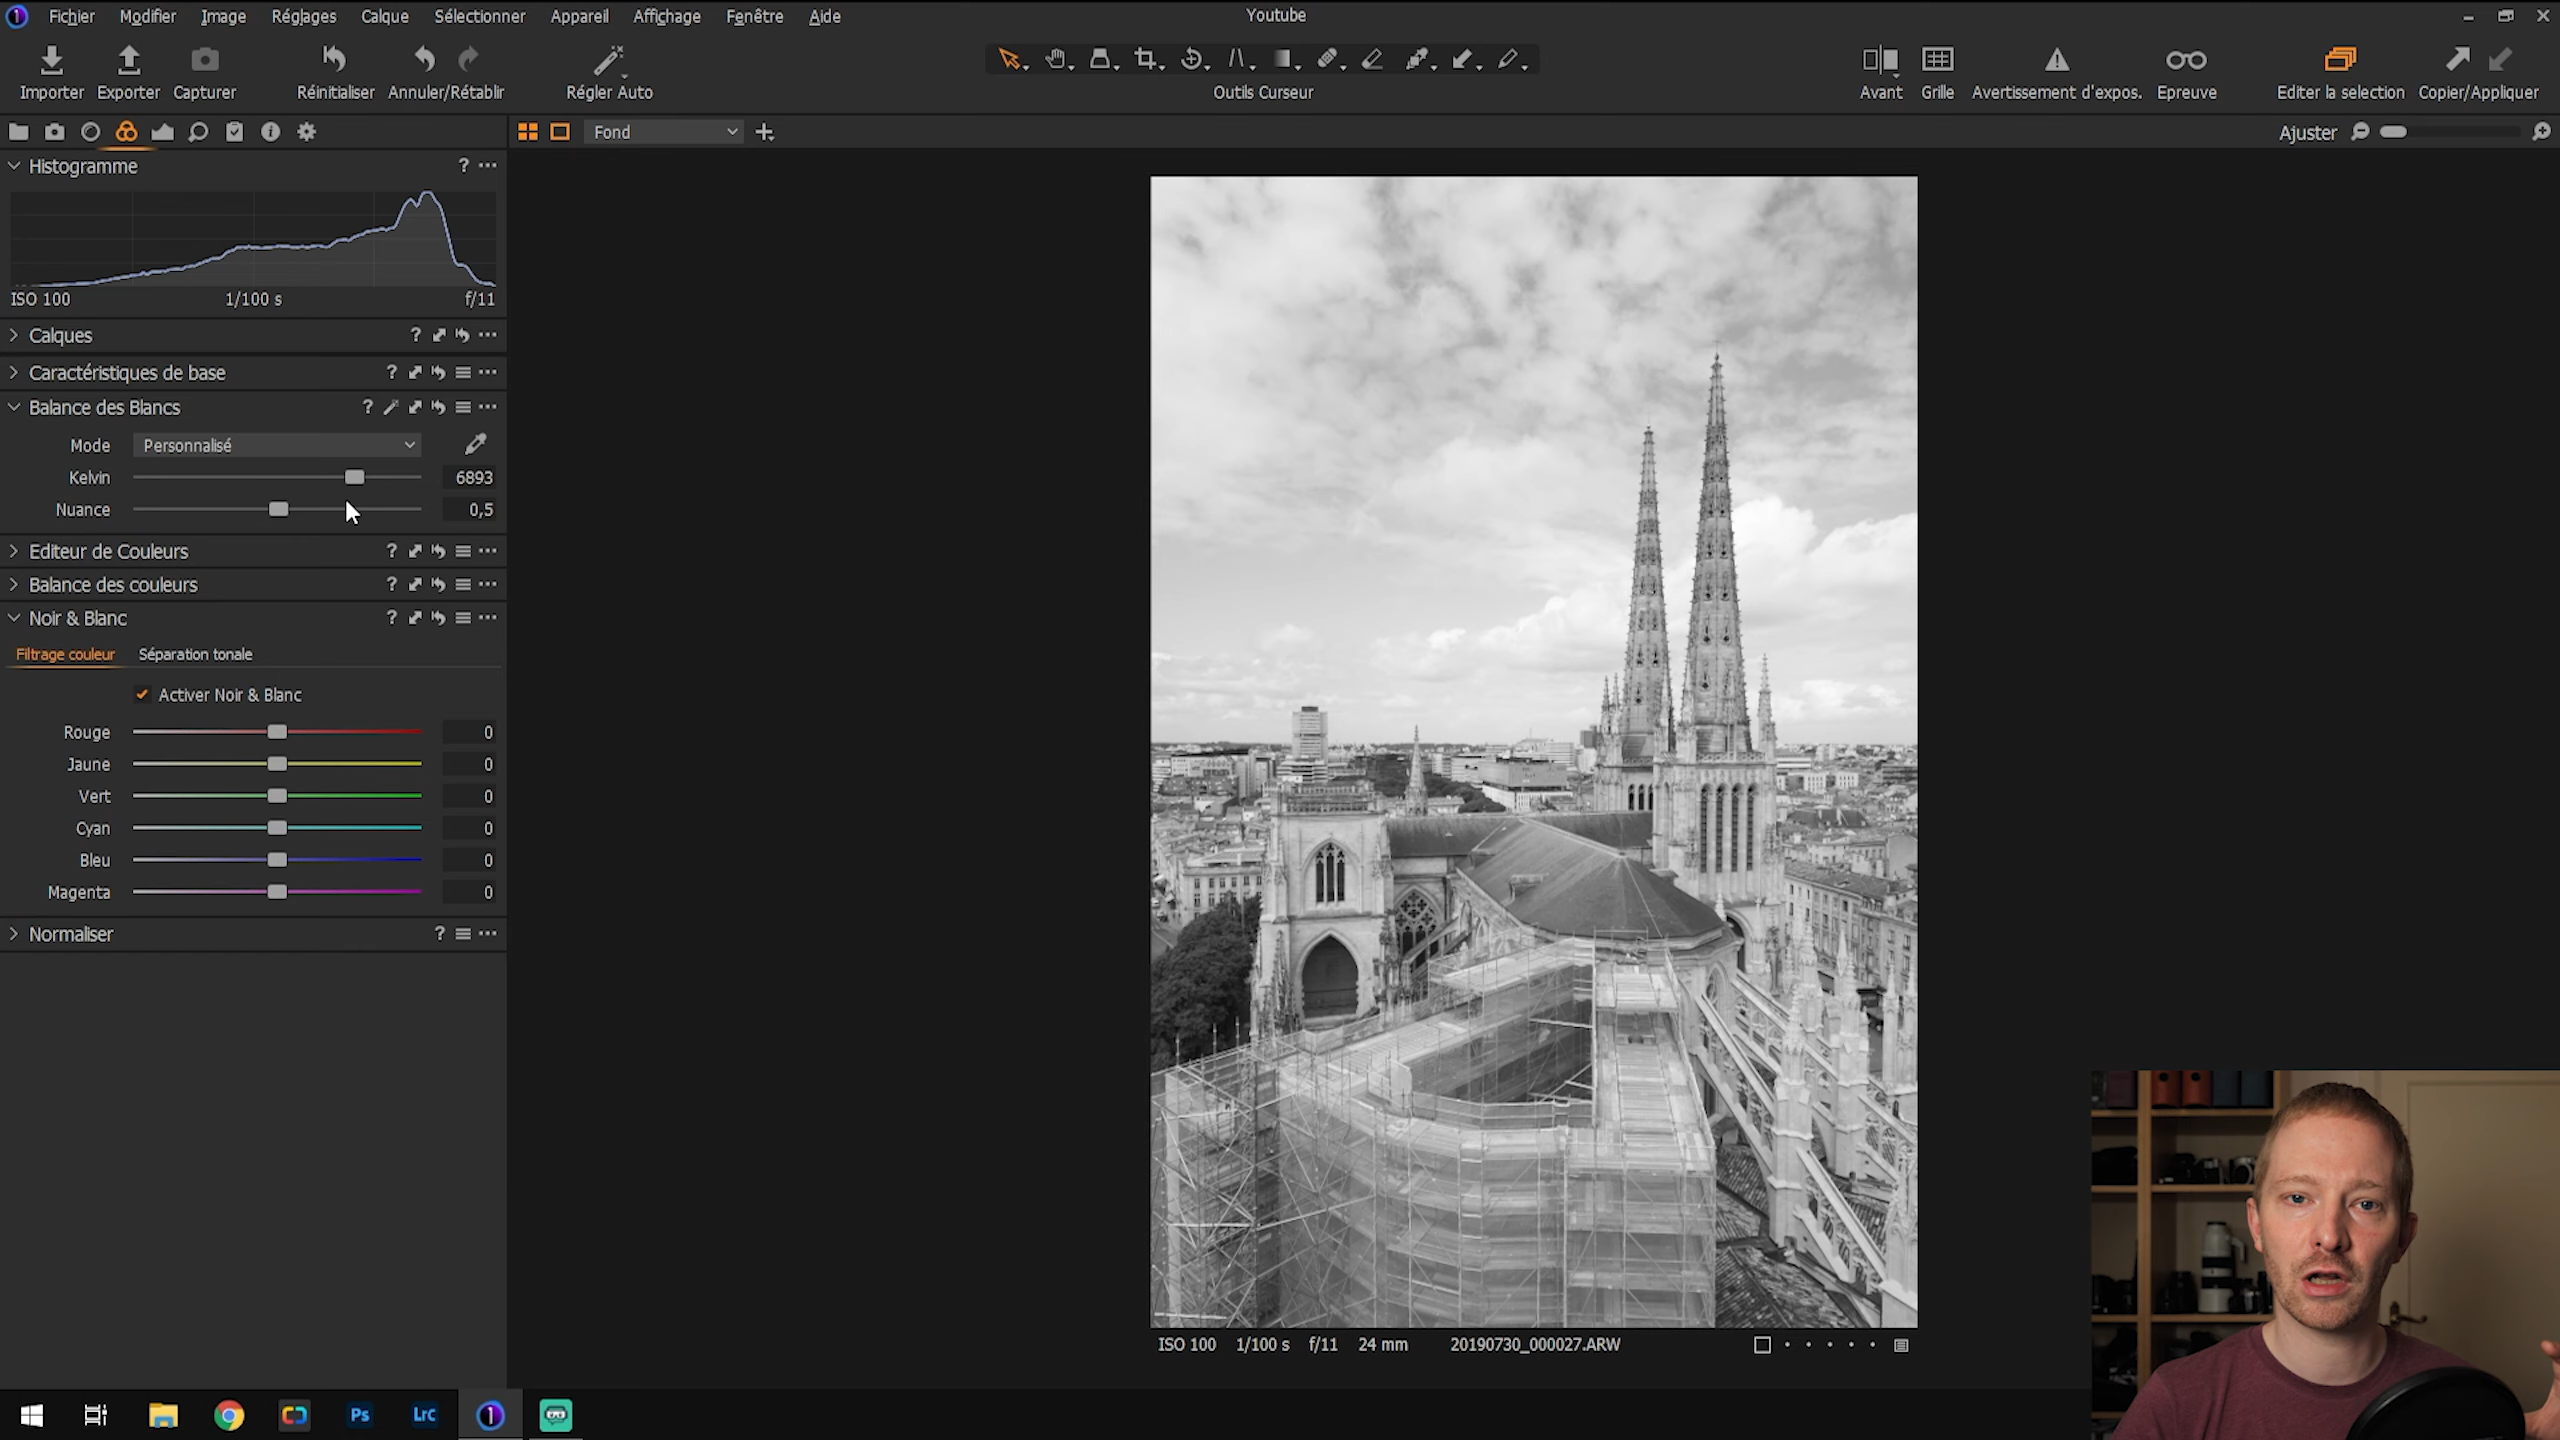 Fichier Modifier Image Réglages Calque Sélectionner Appareil Affichage Fenêtre Aide
Youtube
Importer Exporter Capturer Réinitialiser Annuler/Rétablir Régler Auto
Outils Curseur
Avant Grille Avertissement d'expos. Epreuve Editer la selection Copier/Appliquer
Fond
Ajuster
Histogramme
ISO 100 1/100 s f/11
Calques
Caractéristiques de base
Balance des Blancs
Mode Personnalisé
Kelvin 6893
Nuance 0,5
Editeur de Couleurs
Balance des couleurs
Noir & Blanc
Filtrage couleur Séparation tonale
Activer Noir & Blanc
Rouge 0
Jaune 0
Vert 0
Cyan 0
Bleu 0
Magenta 0
Normaliser
ISO 100 1/100 s f/11 24 mm 20190730_000027.ARW
Ps LrC